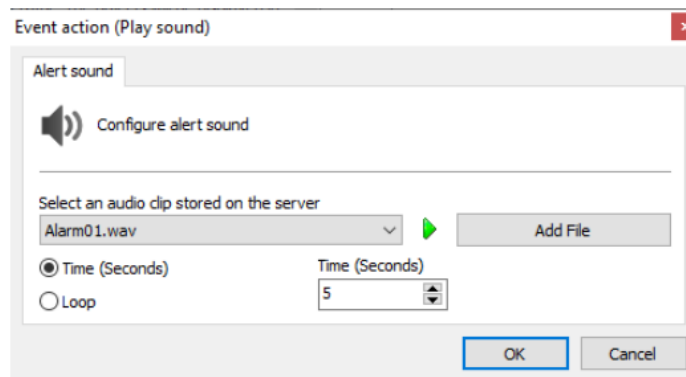 Event action (Play sound)
Alert sound
Configure alert sound
Select an audio clip stored on the server
Alarm01.wav
Add File
Time (Seconds)
Time (Seconds)
Loop
5
OK
Cancel